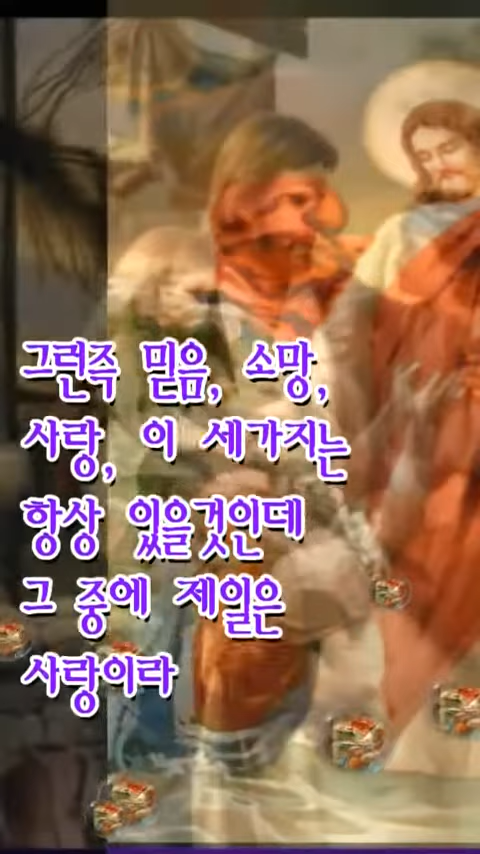 그런즉 믿음, 소망,
사랑, 이 세가지는
항상 있을것인데
그 중에 제일은
사랑이라